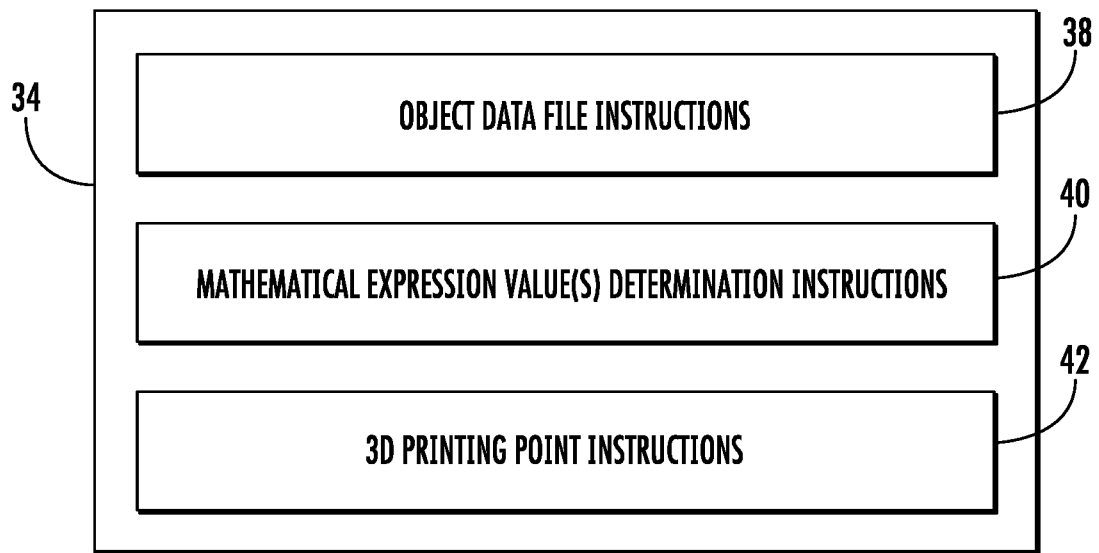 38
34
OBJECT DATA FILE INSTRUCTIONS
40
MATHEMATICAL EXPRESSION VALUE(S) DETERMINATION INSTRUCTIONS
42
3D PRINTING POINT INSTRUCTIONS